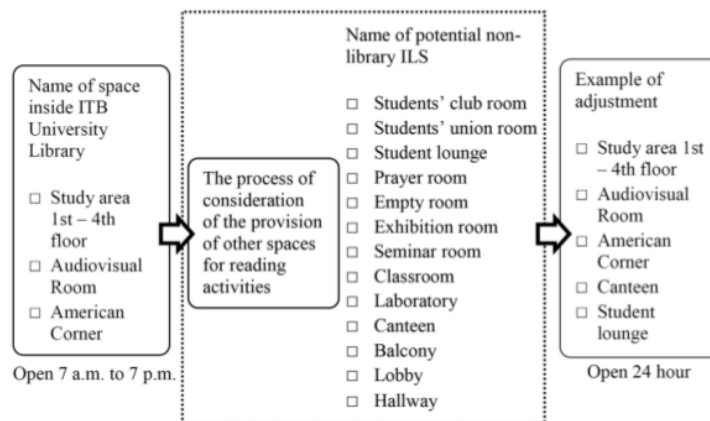 Name of space
inside ITB
University
Library
☐ Study area
1st – 4th
floor
☐ Audiovisual
Room
☐ American
Corner
Open 7 a.m. to 7 p.m.
The process of
consideration
of the provision
of other spaces
for reading
activities
Name of potential non-
library ILS
☐ Students’ club room
☐ Students’ union room
☐ Student lounge
☐ Prayer room
☐ Empty room
☐ Exhibition room
☐ Seminar room
☐ Classroom
☐ Laboratory
☐ Canteen
☐ Balcony
☐ Lobby
☐ Hallway
Example of
adjustment
☐ Study area 1st
– 4th floor
☐ Audiovisual
Room
☐ American
Corner
☐ Canteen
☐ Student
lounge
Open 24 hour